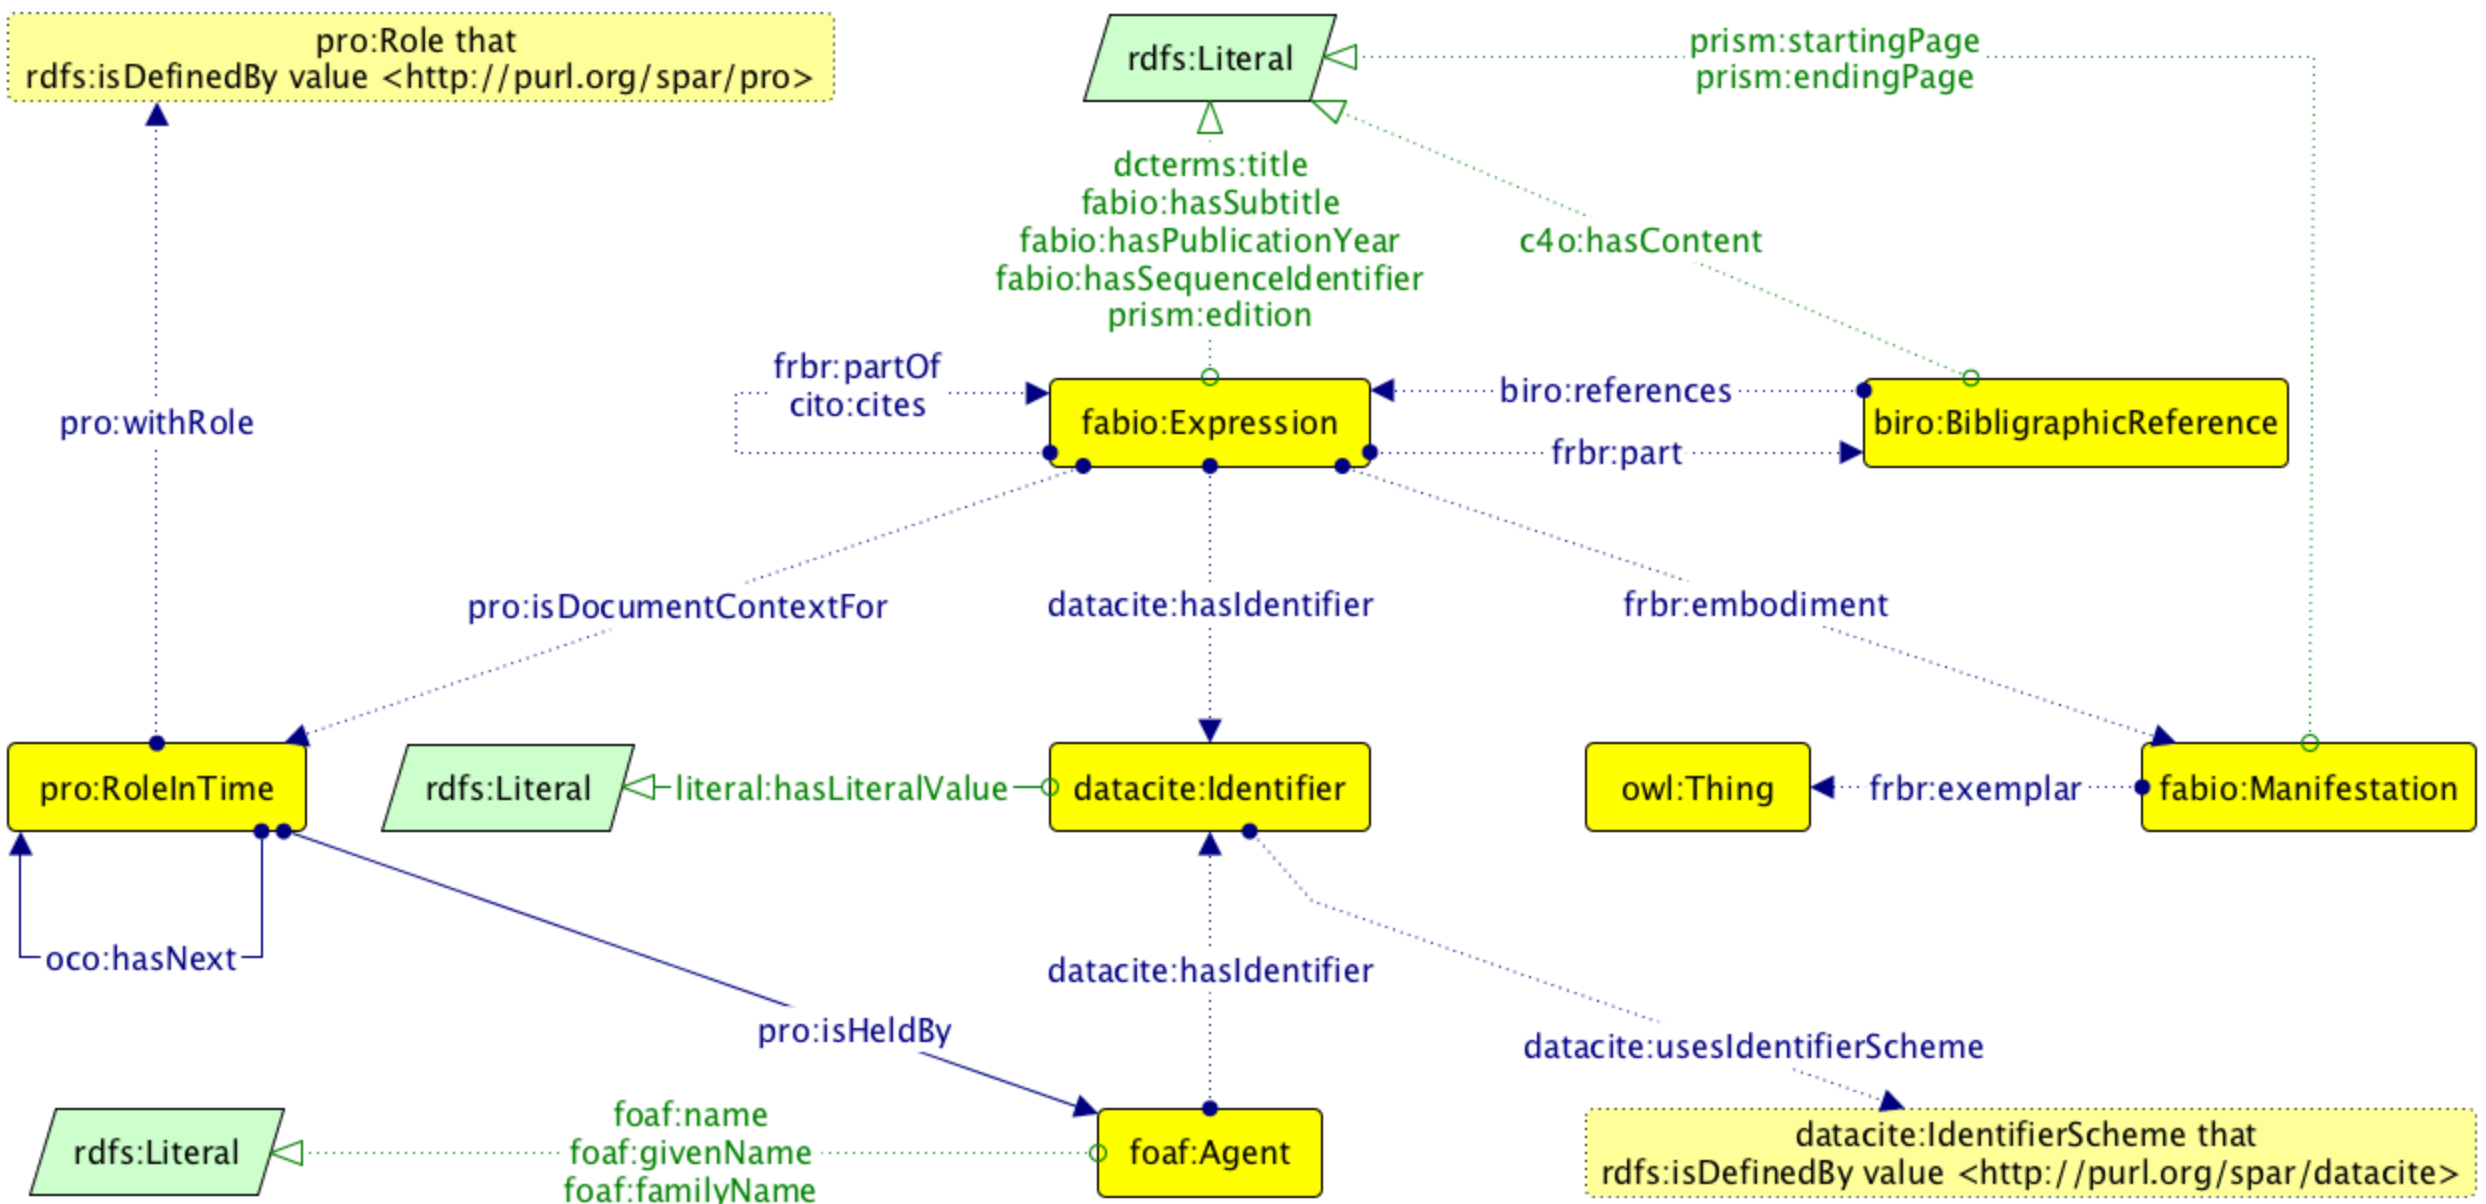 pro:Role that
rdfs:isDefinedBy value <http://purl.org/spar/pro>
rdfs:Literal
prism:startingPage
prism:endingPage
dcterms:title
fabio:hasSubtitle
fabio:hasPublicationYear
fabio:hasSequenceIdentifier
prism:edition
c4o:hasContent
pro:withRole
frbr:partOf
cito:cites
fabio:Expression
biro:references
frbr:part
biro:BibligraphicReference
pro:isDocumentContextFor
datacite:hasIdentifier
frbr:embodiment
pro:RoleInTime
rdfs:Literal
literal:hasLiteralValue
datacite:Identifier
owl:Thing
frbr:exemplar
fabio:Manifestation
oco:hasNext
datacite:hasIdentifier
pro:isHeldBy
datacite:usesIdentifierScheme
rdfs:Literal
foaf:name
foaf:givenName
foaf:familyName
foaf:Agent
datacite:IdentifierScheme that
rdfs:isDefinedBy value <http://purl.org/spar/datacite>